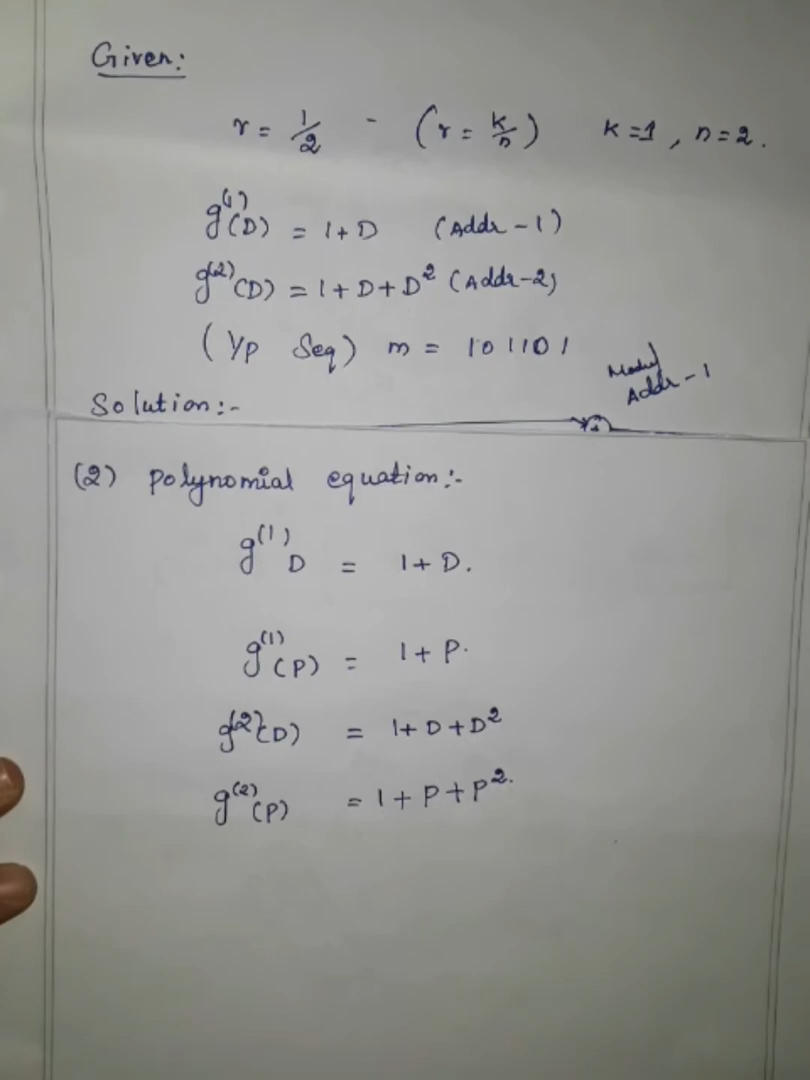 Given:
r = 1/2 - (r = k/n) k = 1, n = 2.
g(1)(D) = 1 + D (Addr - 1)
g(2)(D) = 1 + D + D² (Addr - 2)
(I/p Seq) m = 101101
Addr - 1
Solution:-
(2) polynomial equation:-
g(1) D = 1 + D.
g(1)(P) = 1 + P.
g(2)(D) = 1 + D + D²
g(2)(P) = 1 + P + P².